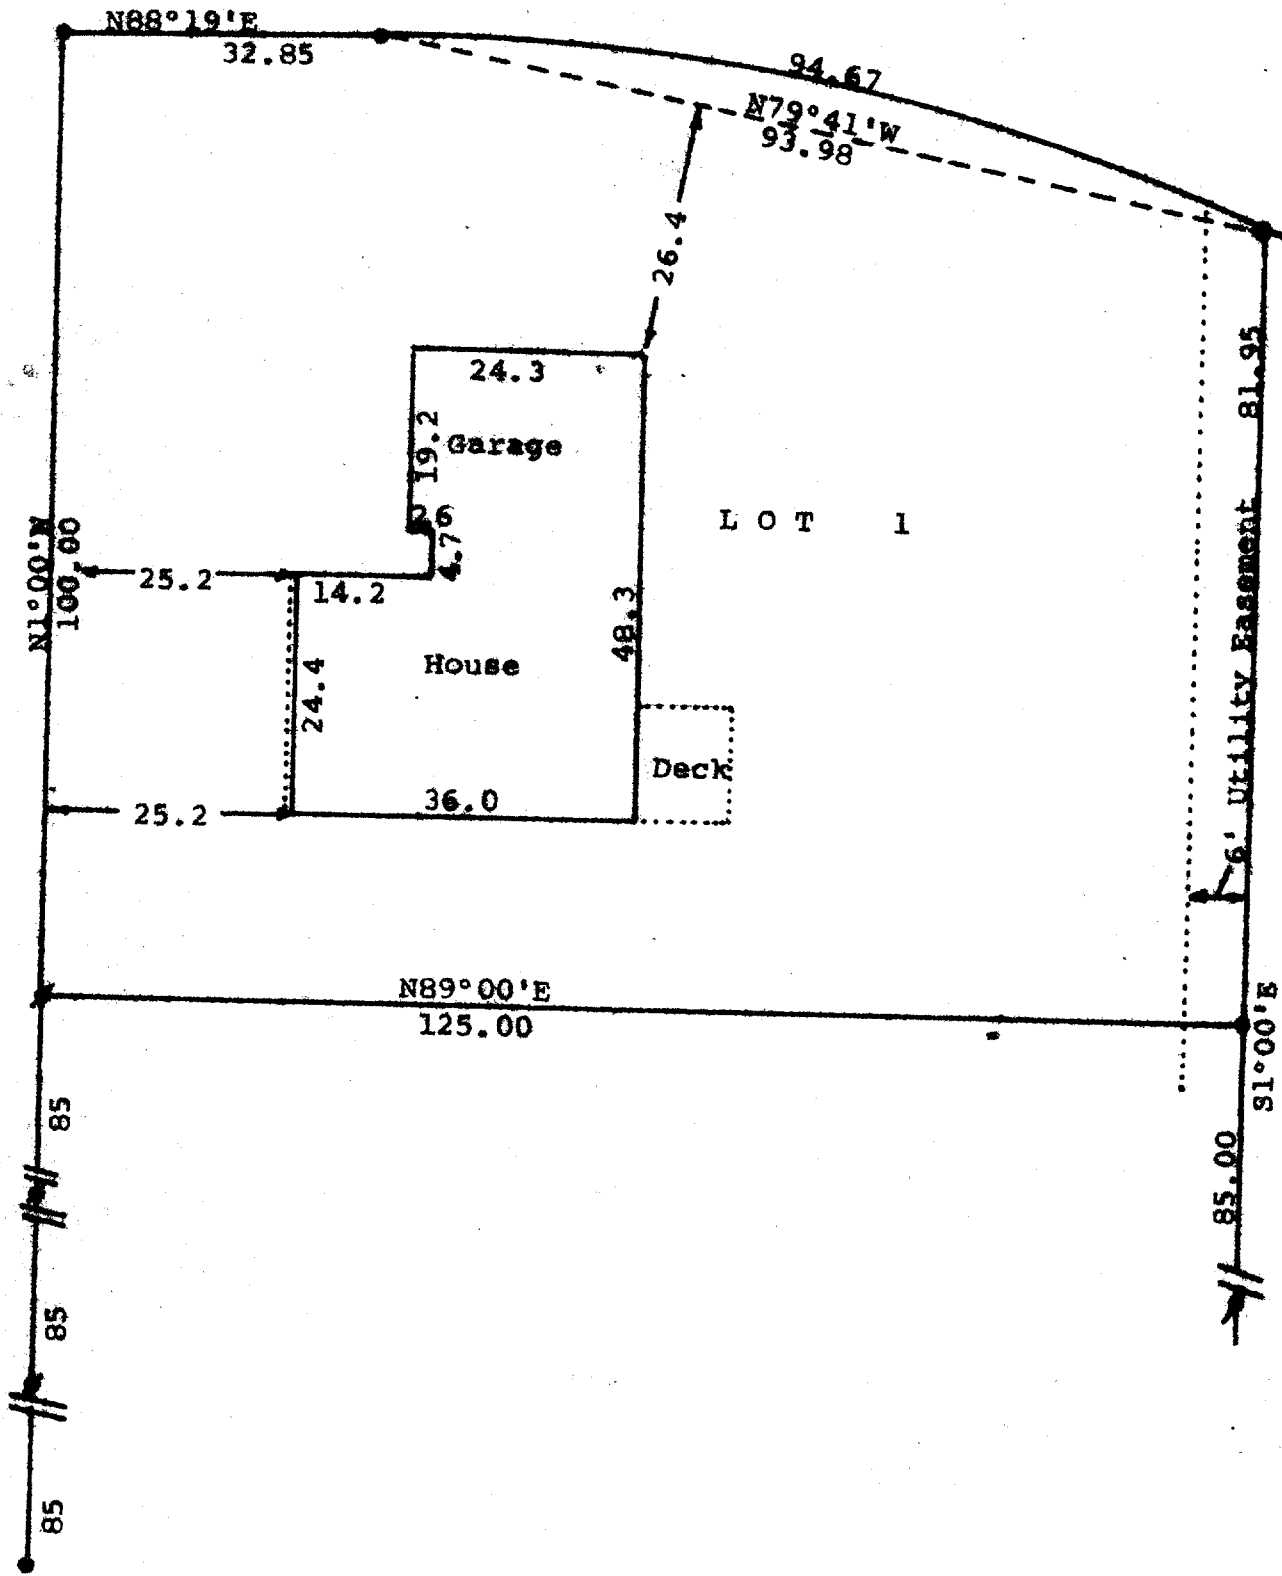 N88°19'E
32.85
94.67
N79°41'W
93.98
26.4
24.3
19.2
Garage
26
4.7
LOT 1
81.95
N1°00'W
100.00
25.2
14.2
House
24.4
48.3
Deck
36.0
25.2
6' Utility Easement
N89°00'E
125.00
S1°00'E
85
85.00
85
85